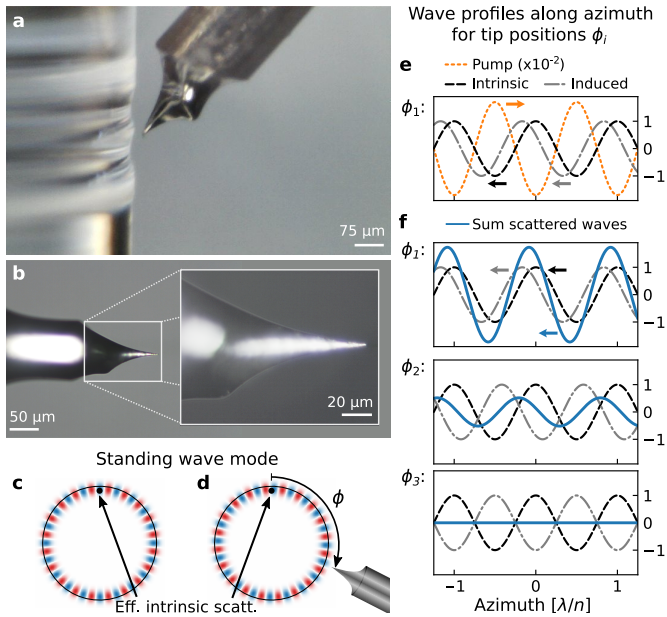 a
75 µm
b
50 µm
20 µm
Standing wave mode
c
d
ϕ
Eff. intrinsic scatt.
Wave profiles along azimuth
for tip positions ϕi
e
Pump (x10-2)
Intrinsic
Induced
ϕ1:
1
0
−1
f
Sum scattered waves
ϕ1:
1
0
−1
ϕ2:
1
0
−1
ϕ3:
1
0
−1
−1 0 1
Azimuth [λ/n]